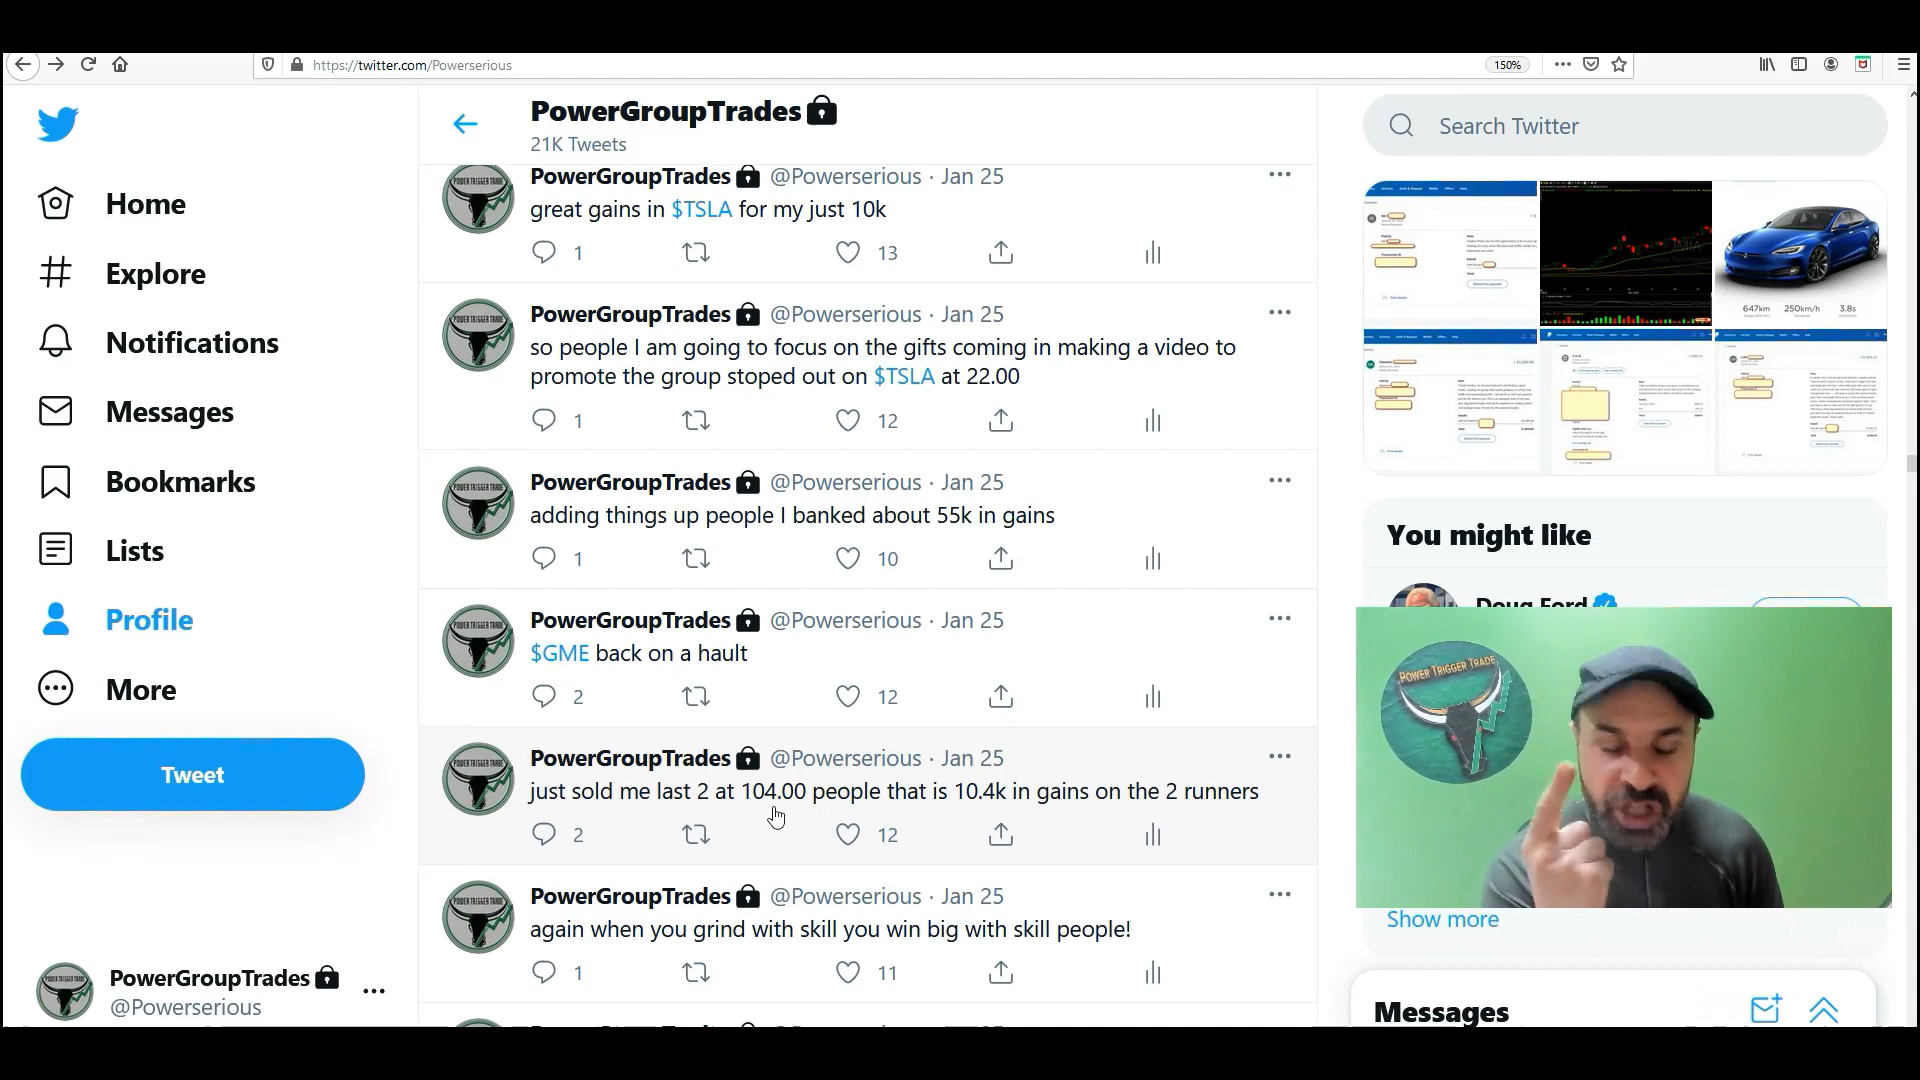 https://twitter.com/Powerserious
150%
PowerGroupTrades
21K Tweets
Search Twitter
Home
Explore
Notifications
Messages
Bookmarks
Lists
Profile
More
Tweet
PowerGroupTrades
@Powerserious
PowerGroupTrades @Powerserious · Jan 25
great gains in $TSLA for my just 10k
1 13
PowerGroupTrades @Powerserious · Jan 25
so people I am going to focus on the gifts coming in making a video to
promote the group stoped out on $TSLA at 22.00
1 12
PowerGroupTrades @Powerserious · Jan 25
adding things up people I banked about 55k in gains
1 10
PowerGroupTrades @Powerserious · Jan 25
$GME back on a hault
2 12
PowerGroupTrades @Powerserious · Jan 25
just sold me last 2 at 104.00 people that is 10.4k in gains on the 2 runners
2 12
PowerGroupTrades @Powerserious · Jan 25
again when you grind with skill you win big with skill people!
1 11
647km 250km/h 3.8s
You might like
Doug Ford
POWER TRIGGER TRADE
Show more
Messages